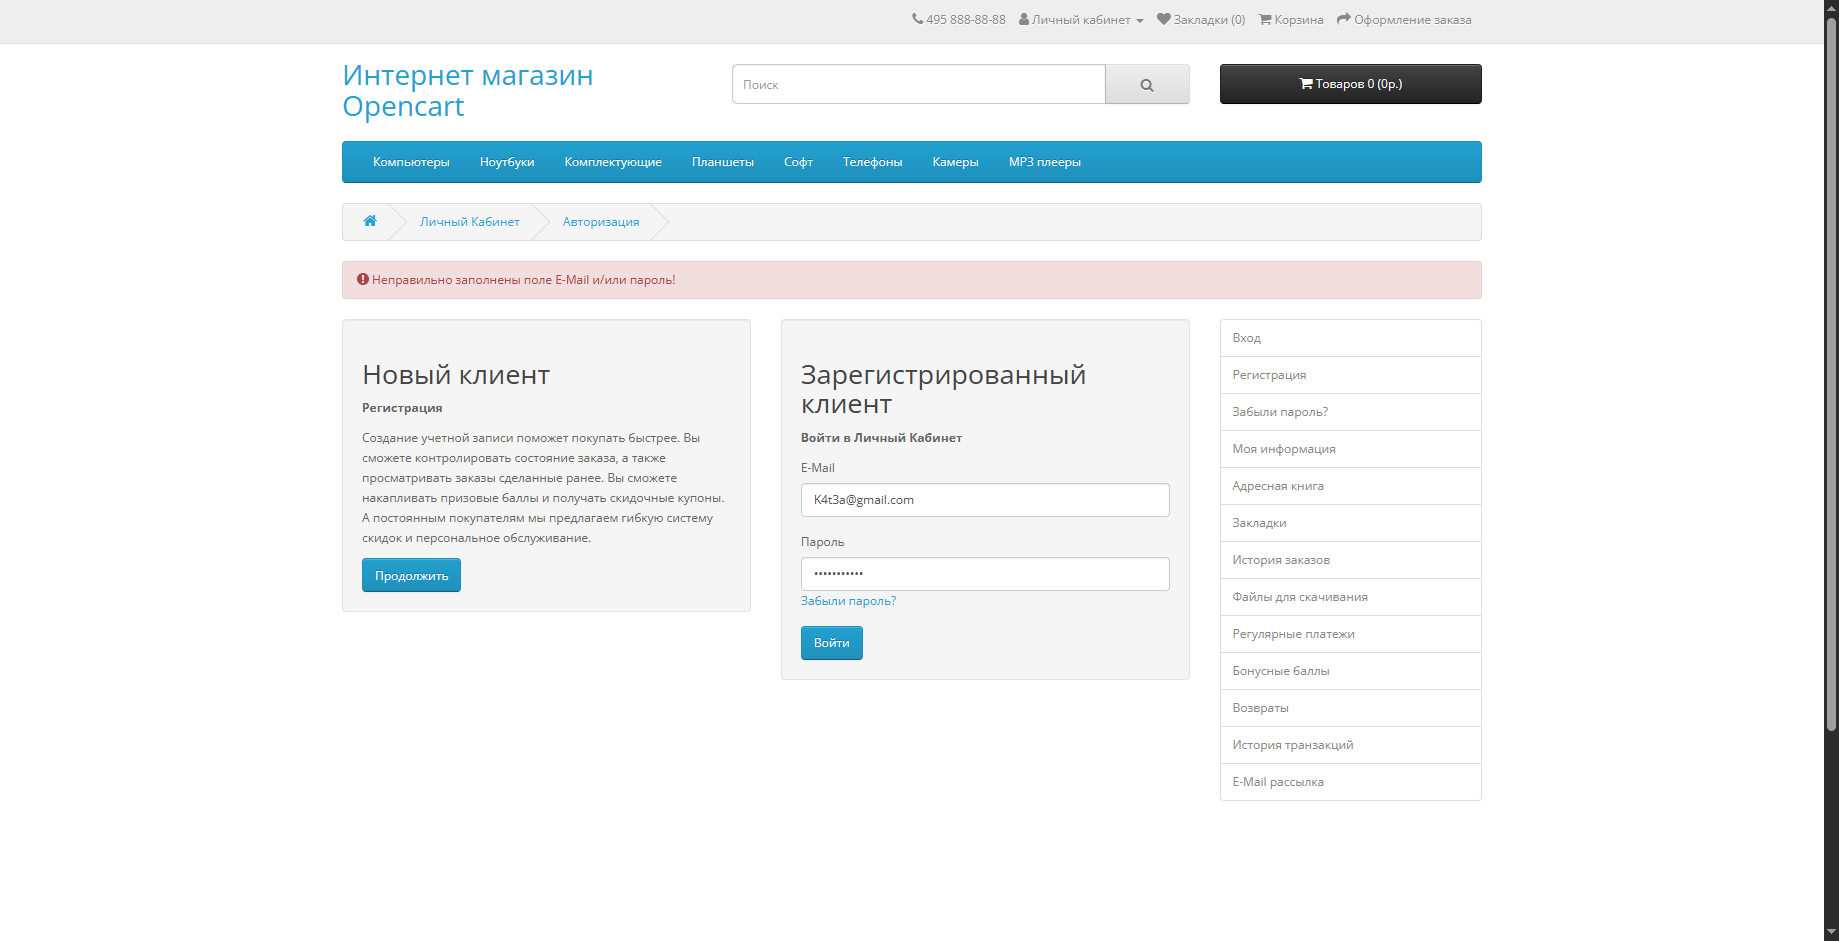 495 888-88-88 Личный кабинет Закладки (0) Корзина Оформление заказа
Интернет магазин
Opencart
Поиск
Товаров 0 (0р.)
Компьютеры Ноутбуки Комплектующие Планшеты Софт Телефоны Камеры MP3 плееры
Личный Кабинет Авторизация
Неправильно заполнены поле E-Mail и/или пароль!
Новый клиент
Регистрация
Создание учетной записи поможет покупать быстрее. Вы
сможете контролировать состояние заказа, а также
просматривать заказы сделанные ранее. Вы сможете
накапливать призовые баллы и получать скидочные купоны.
А постоянным покупателям мы предлагаем гибкую систему
скидок и персональное обслуживание.
Продолжить
Зарегистрированный
клиент
Войти в Личный Кабинет
E-Mail
K4t3a@gmail.com
Пароль
•••••••••••
Забыли пароль?
Войти
Вход
Регистрация
Забыли пароль?
Моя информация
Адресная книга
Закладки
История заказов
Файлы для скачивания
Регулярные платежи
Бонусные баллы
Возвраты
История транзакций
E-Mail рассылка